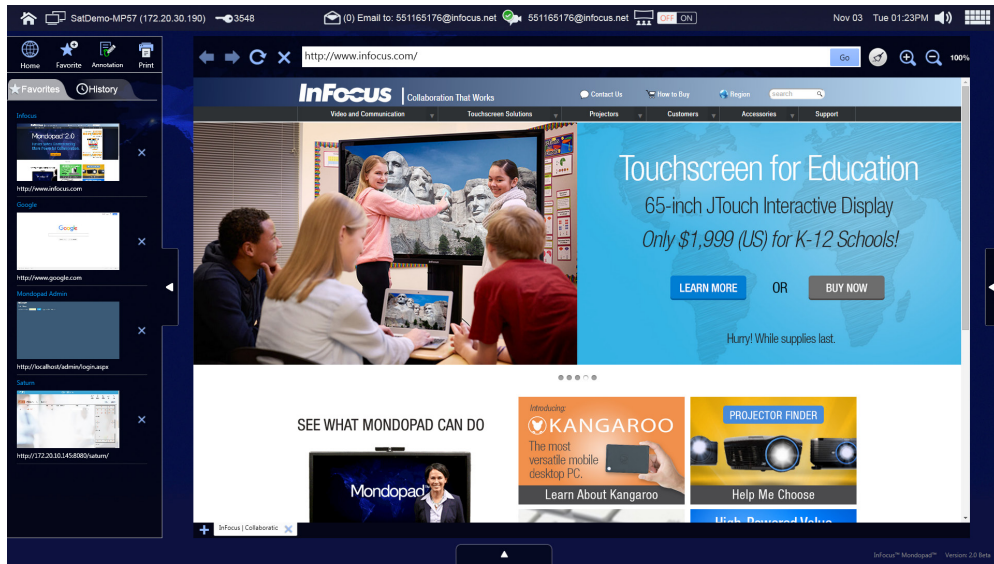 SatDemo-MP57 (172.20.30.190)
3548
(0) Email to: 551165176@infocus.net
551165176@infocus.net
OFF ON
Nov 03 Tue 01:23PM
Home
Favorite
Annotation
Print
http://www.infocus.com/
Go
100%
Favorites
History
Infocus
Mondopad 2.0
http://www.infocus.com
Google
Google
http://www.google.com
Mondopad Admin
http://localhost/admin/login.aspx
Saturn
http://172.20.10.145:8080/saturn/
InFocus
Collaboration That Works
Contact Us
How to Buy
Region
search
Video and Communication
Touchscreen Solutions
Projectors
Customers
Accessories
Support
Touchscreen for Education
65-inch JTouch Interactive Display
Only $1,999 (US) for K-12 Schools!
LEARN MORE
OR
BUY NOW
Hurry! While supplies last.
SEE WHAT MONDOPAD CAN DO
Mondopad
Introducing:
KANGAROO
The most
versatile mobile
desktop PC.
Learn About Kangaroo
PROJECTOR FINDER
Help Me Choose
High-Powered Value
InFocus | Collaboratic
InFocus™ Mondopad™ Version: 2.0 Beta